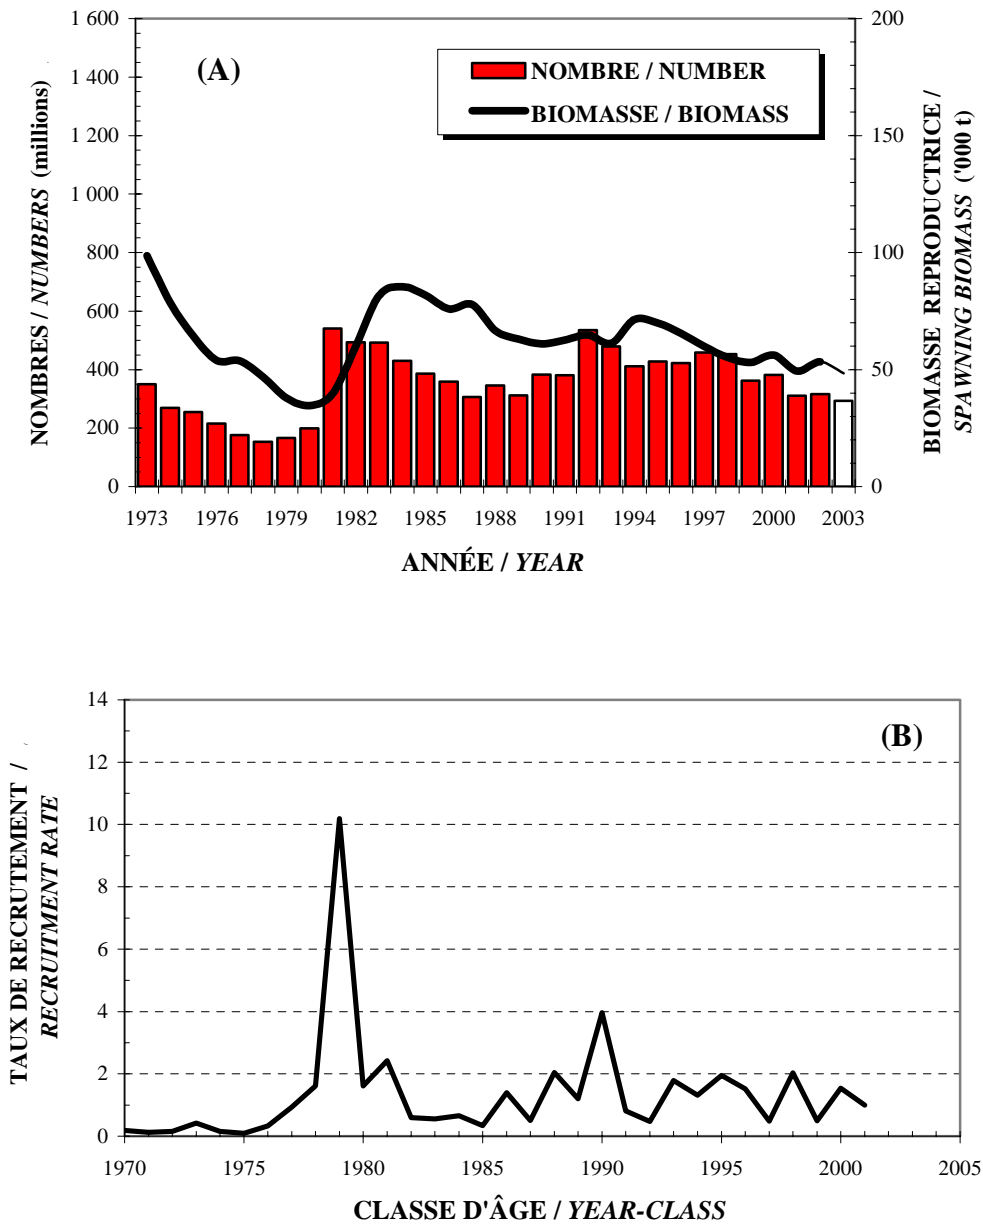 (A)
NOMBRE / NUMBER
BIOMASSE / BIOMASS
NOMBRES / NUMBERS (millions)
1 600
1 400
1 200
1 000
800
600
400
200
0
200
150
100
50
0
BIOMASSE REPRODUCTRICE /
SPAWNING BIOMASS ('000 t)
1973 1976 1979 1982 1985 1988 1991 1994 1997 2000 2003
ANNÉE / YEAR
(B)
TAUX DE RECRUTEMENT /
RECRUITMENT RATE
14
12
10
8
6
4
2
0
1970 1975 1980 1985 1990 1995 2000 2005
CLASSE D'ÂGE / YEAR-CLASS